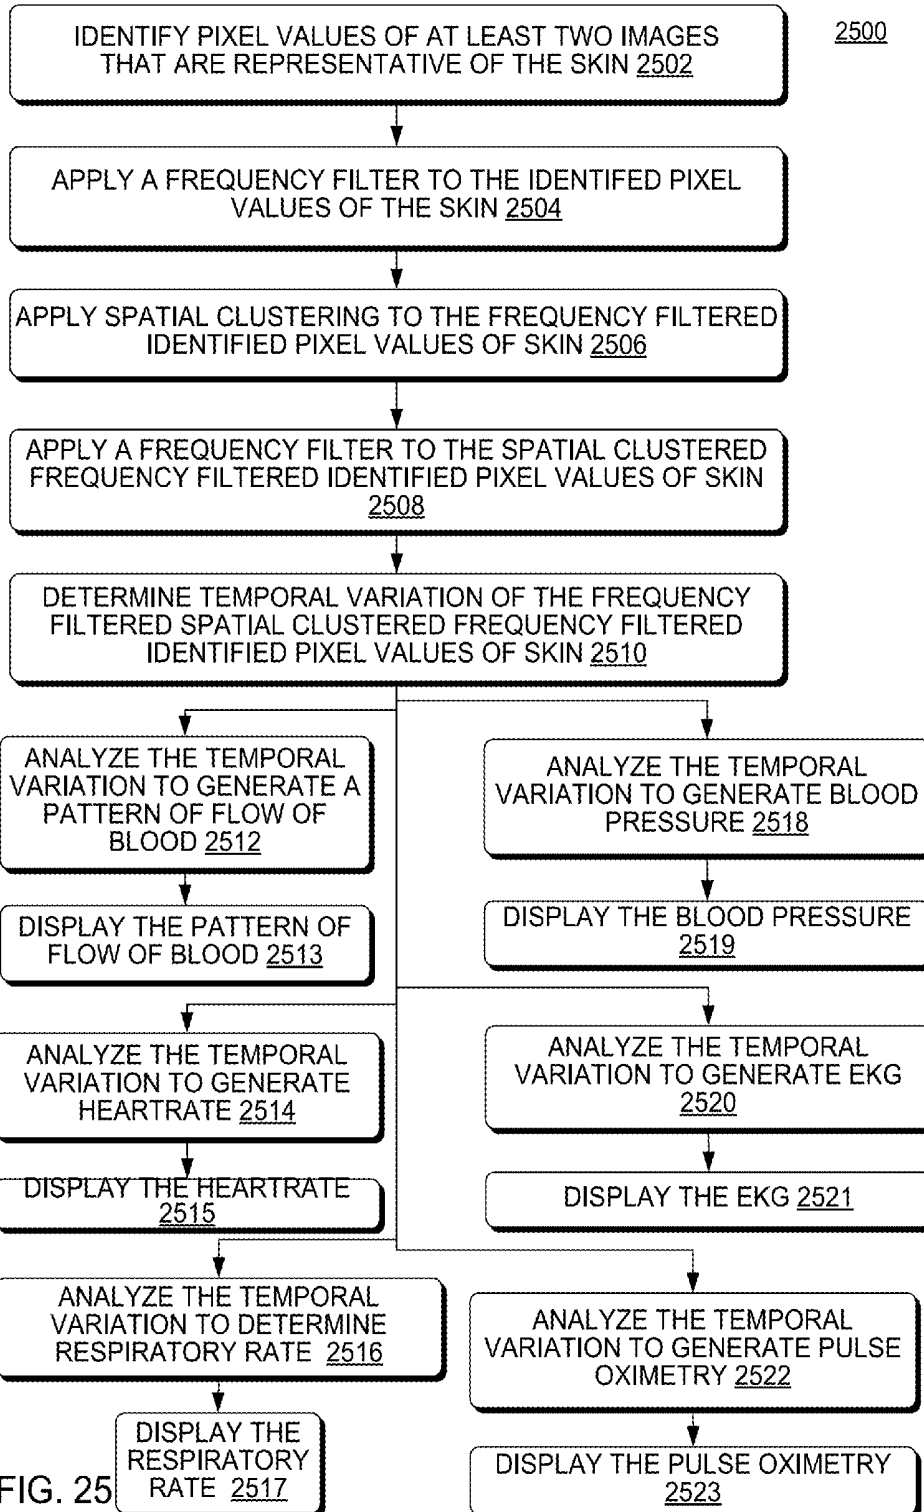 2500
IDENTIFY PIXEL VALUES OF AT LEAST TWO IMAGES
THAT ARE REPRESENTATIVE OF THE SKIN 2502
APPLY A FREQUENCY FILTER TO THE IDENTIFED PIXEL
VALUES OF THE SKIN 2504
APPLY SPATIAL CLUSTERING TO THE FREQUENCY FILTERED
IDENTIFIED PIXEL VALUES OF SKIN 2506
APPLY A FREQUENCY FILTER TO THE SPATIAL CLUSTERED
FREQUENCY FILTERED IDENTIFIED PIXEL VALUES OF SKIN
2508
DETERMINE TEMPORAL VARIATION OF THE FREQUENCY
FILTERED SPATIAL CLUSTERED FREQUENCY FILTERED
IDENTIFIED PIXEL VALUES OF SKIN 2510
ANALYZE THE TEMPORAL
VARIATION TO GENERATE A
PATTERN OF FLOW OF
BLOOD 2512
DISPLAY THE PATTERN OF
FLOW OF BLOOD 2513
ANALYZE THE TEMPORAL
VARIATION TO GENERATE BLOOD
PRESSURE 2518
DISPLAY THE BLOOD PRESSURE
2519
ANALYZE THE TEMPORAL
VARIATION TO GENERATE
HEARTRATE 2514
DISPLAY THE HEARTRATE
2515
ANALYZE THE TEMPORAL
VARIATION TO GENERATE EKG
2520
DISPLAY THE EKG 2521
ANALYZE THE TEMPORAL
VARIATION TO DETERMINE
RESPIRATORY RATE 2516
DISPLAY THE
RESPIRATORY
RATE 2517
ANALYZE THE TEMPORAL
VARIATION TO GENERATE PULSE
OXIMETRY 2522
DISPLAY THE PULSE OXIMETRY
2523
FIG. 25